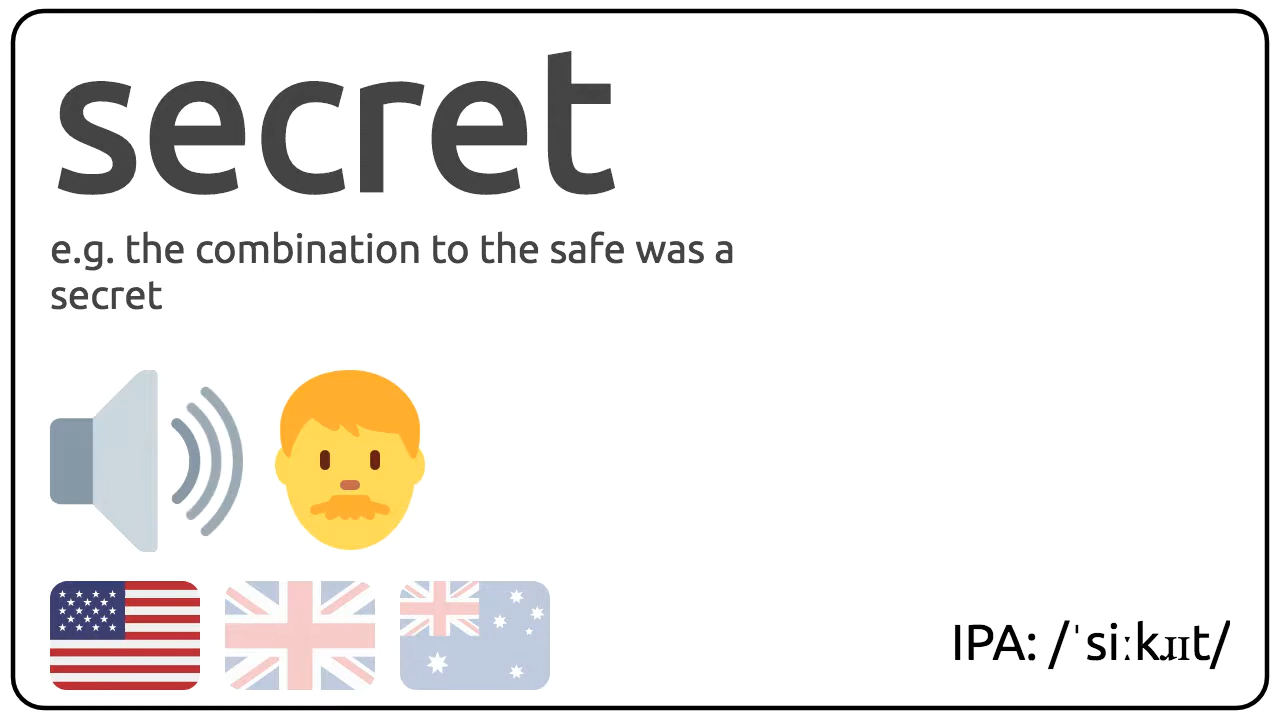 secret
e.g. the combination to the safe was a
secret
IPA: /ˈsiːkɹɪt/